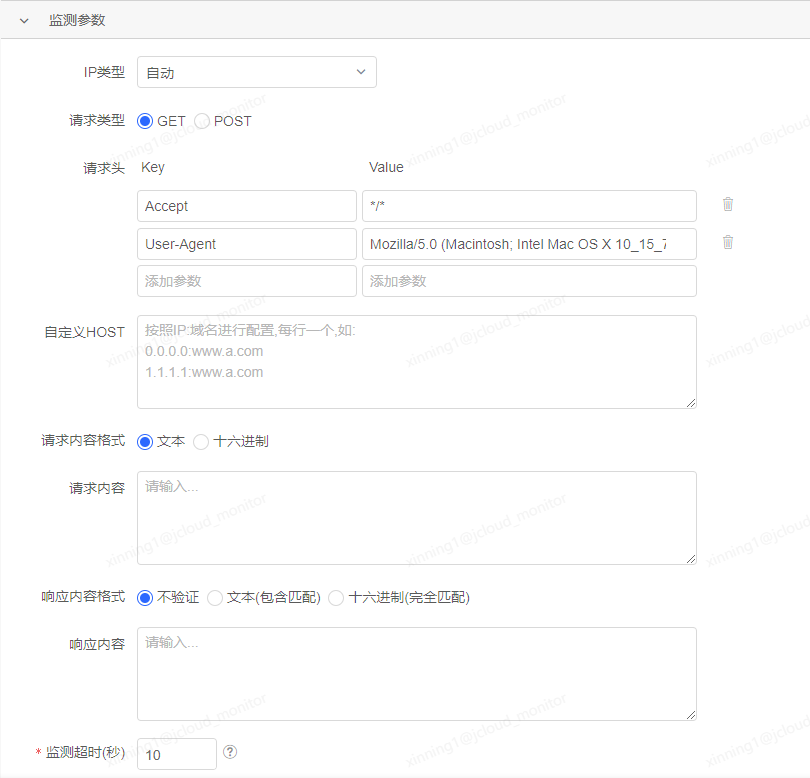 监测参数
IP类型 自动
请求类型 GET POST
请求头 Key Value
Accept */*
User-Agent Mozilla/5.0 (Macintosh; Intel Mac OS X 10_15_7
添加参数 添加参数
自定义HOST 按照IP:域名进行配置,每行一个,如:
0.0.0.0:www.a.com
1.1.1.1:www.a.com
请求内容格式 文本 十六进制
请求内容 请输入...
响应内容格式 不验证 文本(包含匹配) 十六进制(完全匹配)
响应内容 请输入...
* 监测超时(秒) 10 ?
xinning1@jcloud_monitor